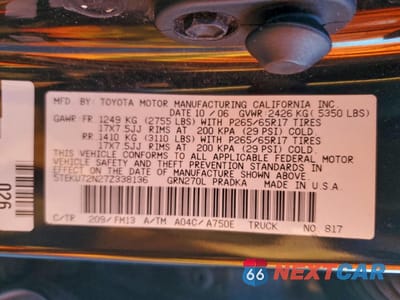 MFD. BY: TOYOTA MOTOR MANUFACTURING CALIFORNIA INC.
DATE 10/06 GVWR 2426 KG (5350 LBS)
GAWR: FR 1249 KG (2755 LBS) WITH P265/65R17 TIRES
17X7.5JJ RIMS AT 200 KPA (29 PSI) COLD.
RR 1410 KG (3110 LBS) WITH P265/65R17 TIRES
17X7.5JJ RIMS AT 200 KPA (29 PSI) COLD.
THIS VEHICLE CONFORMS TO ALL APPLICABLE FEDERAL MOTOR
VEHICLE SAFETY AND THEFT PREVENTION STANDARDS IN
EFFECT ON THE DATE OF MANUFACTURE SHOWN ABOVE.
5TEKU72N27Z338136 GRN270L PRADKA MADE IN U.S.A.
C/TR 209/FM13 A/TM A04C/A750E TRUCK NO 817
026
66 NEXTCAR